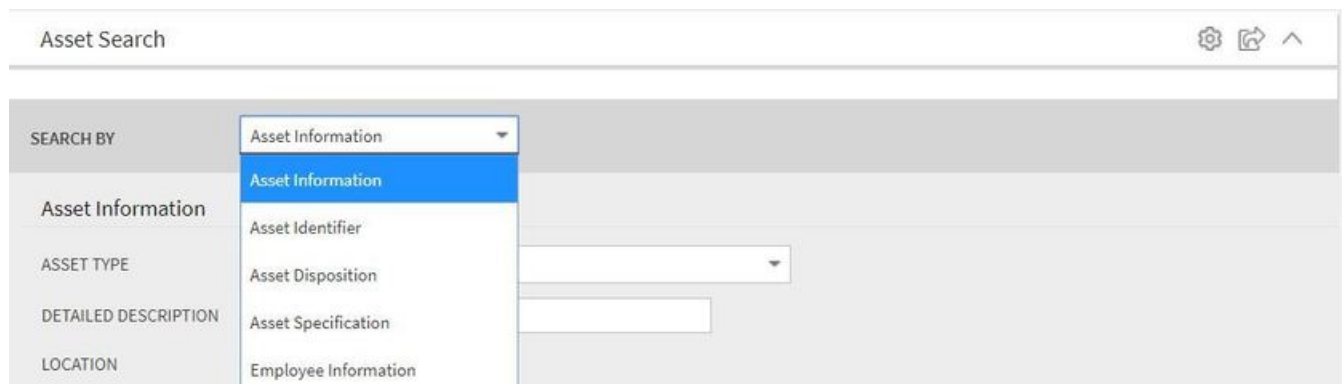 Asset Search
SEARCH BY
Asset Information
Asset Information
Asset Information
Asset Identifier
ASSET TYPE
Asset Disposition
DETAILED DESCRIPTION
Asset Specification
LOCATION
Employee Information